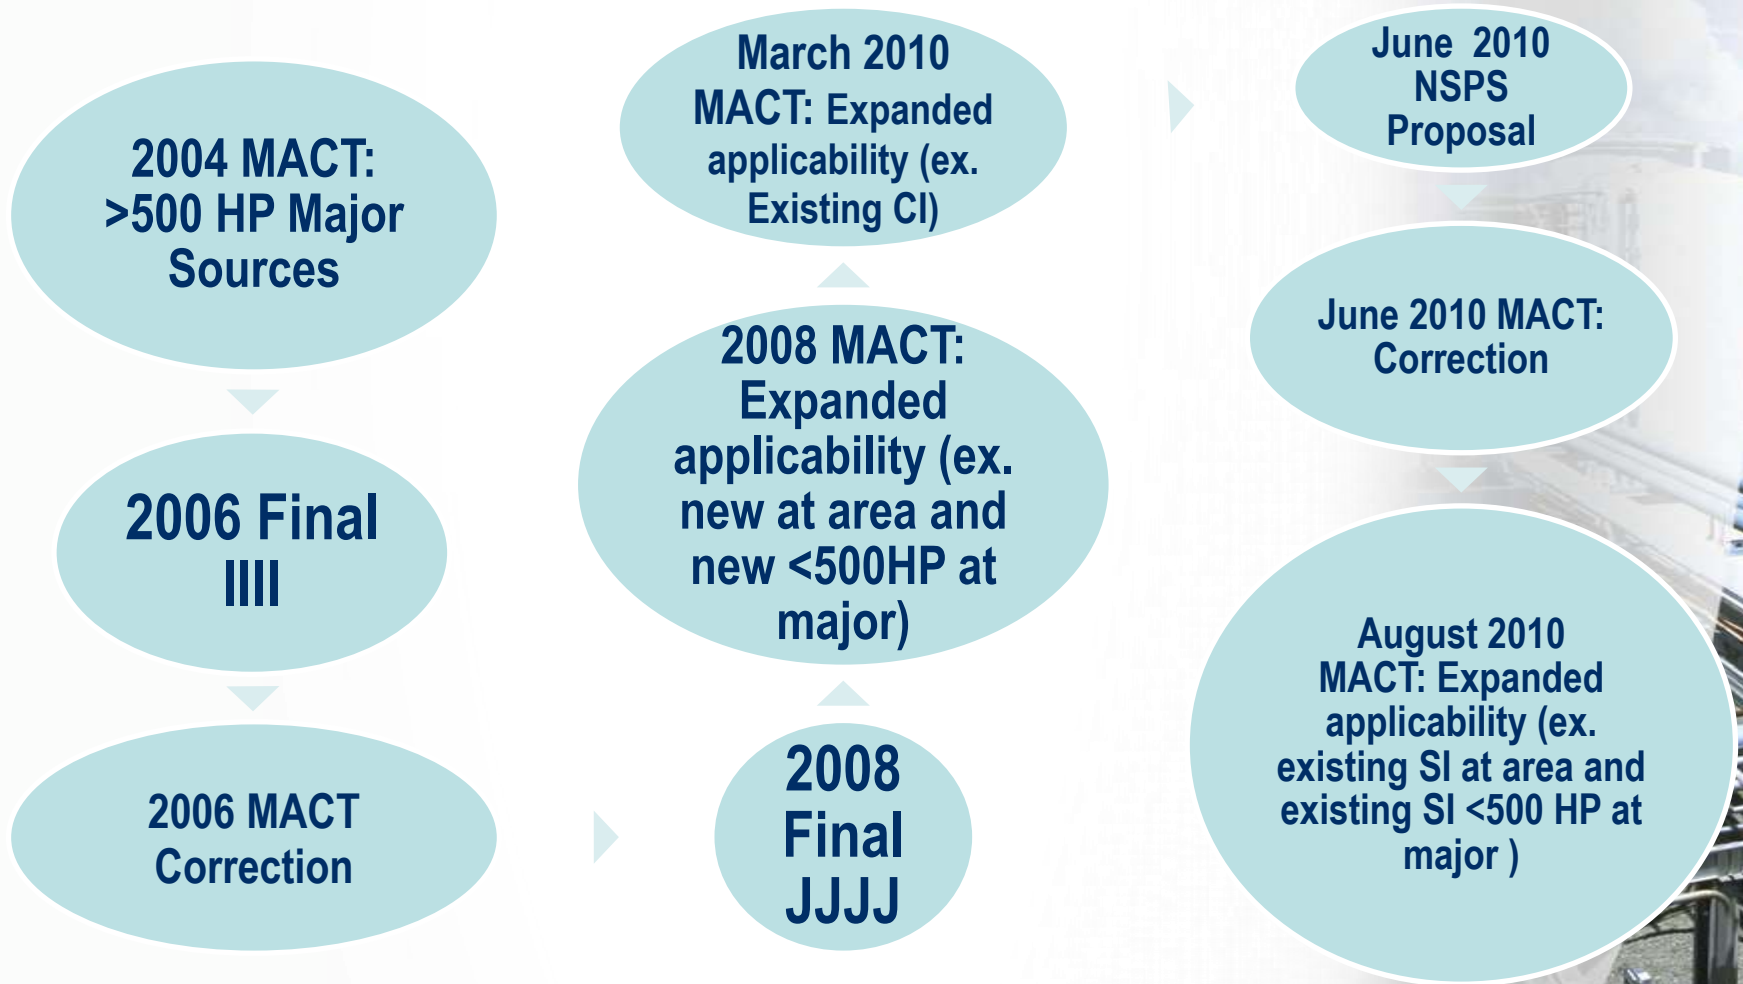 2004 MACT:
>500 HP Major
Sources
2006 Final
IIII
2006 MACT
Correction
2008
Final
JJJJ
2008 MACT:
Expanded
applicability (ex.
new at area and
new <500HP at
major)
March 2010
MACT: Expanded
applicability (ex.
Existing CI)
June 2010
NSPS
Proposal
June 2010 MACT:
Correction
August 2010
MACT: Expanded
applicability (ex.
existing SI at area and
existing SI <500 HP at
major )